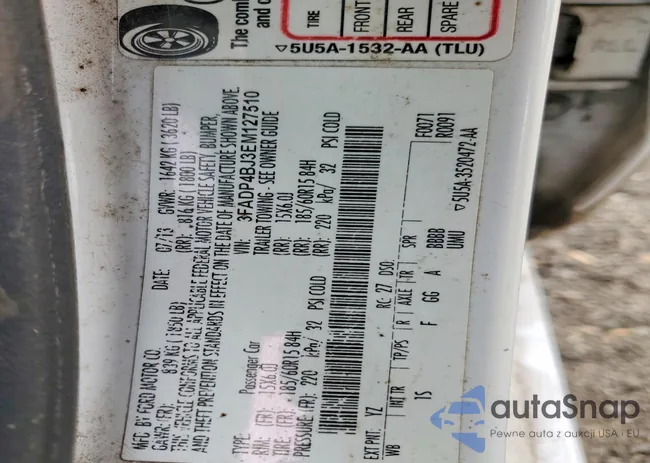 The combi
and o
TIRE
FRONT
REAR
SPARE
▽5U5A-1532-AA (TLU)
MFD. BY FORD MOTOR CO.
DATE: 07/13 GVWR: 1642 KG (3620 LB)
GAWR: (FR): 839 KG (1850 LB) (RR): 816 KG (1800 LB)
THIS VEHICLE CONFORMS TO ALL APPLICABLE FEDERAL MOTOR VEHICLE SAFETY, BUMPER,
AND THEFT PREVENTION STANDARDS IN EFFECT ON THE DATE OF MANUFACTURE SHOWN ABOVE.
VIN: 3FADP4BJ3EM127510
TYPE: Passenger Car TRAILER TOWING - SEE OWNER GUIDE
RIM: (FR): 15X6.0J (RR): 15X6.0J
TIRE: (FR): 185/60R15 84H (RR): 185/60R15 84H
PRESSURE: (FR): 220 kPa/ 32 PSI COLD (RR): 220 kPa/ 32 PSI COLD
EXT PNT: YZ RC: 27 DSO: F0071
R0091
WB INT TR TP/PS R AXLE TR SPR
TS F GG A BBBB
UMU
▽5U5A-3520472-AA
autaSnap
Pewne auta z aukcji USA i EU